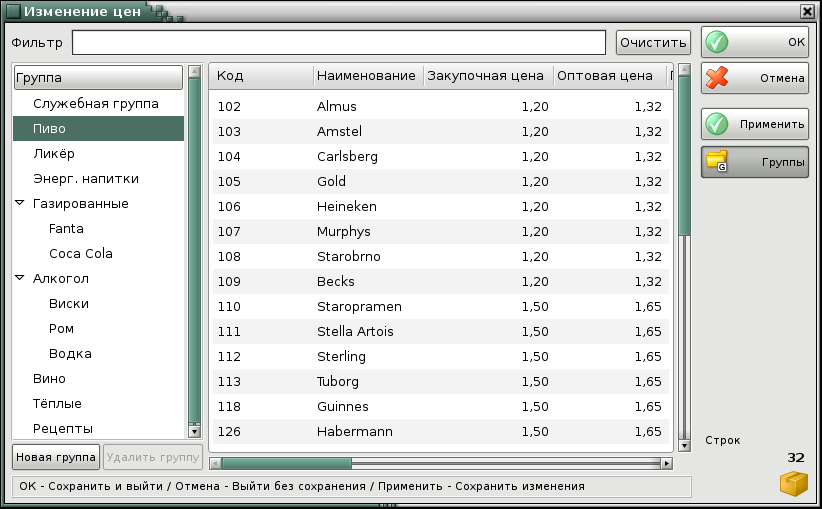 Изменение цен
Фильтр
Очистить
OK
Отмена
Применить
Группы
G
Группа
Служебная группа
Пиво
Ликёр
Энерг. напитки
Газированные
Fanta
Coca Cola
Алкогол
Виски
Ром
Водка
Вино
Тёплые
Рецепты
Новая группа
Удалить группу
Код Наименование Закупочная цена Оптовая цена
102 Almus 1,20 1,32
103 Amstel 1,20 1,32
104 Carlsberg 1,20 1,32
105 Gold 1,20 1,32
106 Heineken 1,20 1,32
107 Murphys 1,20 1,32
108 Starobrno 1,20 1,32
109 Becks 1,20 1,32
110 Staropramen 1,50 1,65
111 Stella Artois 1,50 1,65
112 Sterling 1,50 1,65
113 Tuborg 1,50 1,65
118 Guinnes 1,50 1,65
126 Habermann 1,50 1,65
Строк
32
OK - Сохранить и выйти / Отмена - Выйти без сохранения / Применить - Сохранить изменения